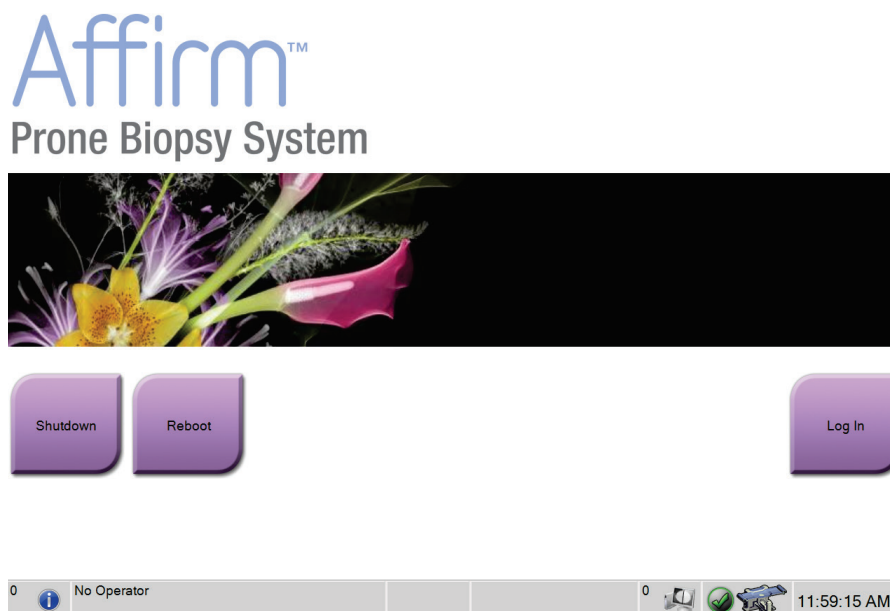 Affirm™
Prone Biopsy System
Shutdown
Reboot
Log In
0
No Operator
0
11:59:15 AM